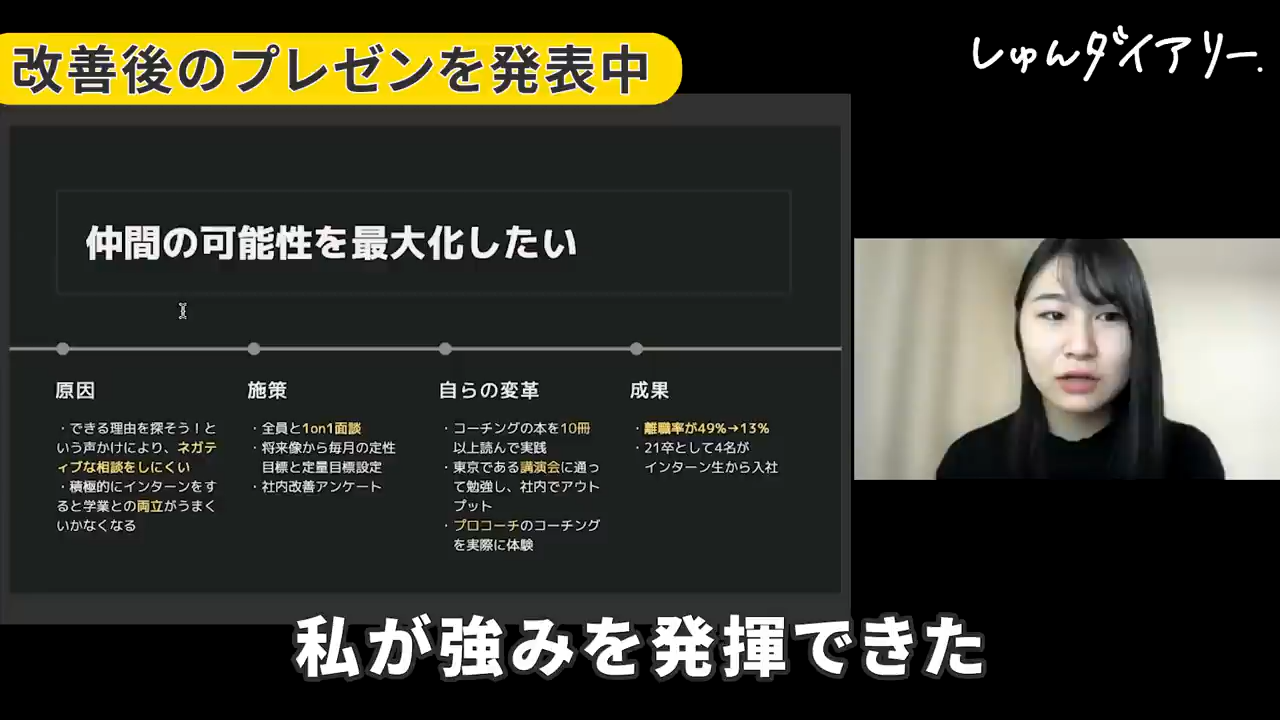 改善後のプレゼンを発表中
しゅんダイアリー.
仲間の可能性を最大化したい
原因
・できる理由を探そう！と
いう声かけにより、ネガテ
ィブな相談をしにくい
・積極的にインターンをす
ると学業との両立がうまく
いかなくなる
施策
・全員と1on1面談
・将来像から毎月の定性
目標と定量目標設定
・社内改善アンケート
自らの変革
・コーチングの本を10冊
以上読んで実践
・東京である講演会に通っ
て勉強し、社内でアウト
プット
・プロコーチのコーチング
を実際に体験
成果
・離職率が49%→13%
・21卒として4名が
インターン生から入社
私が強みを発揮できた